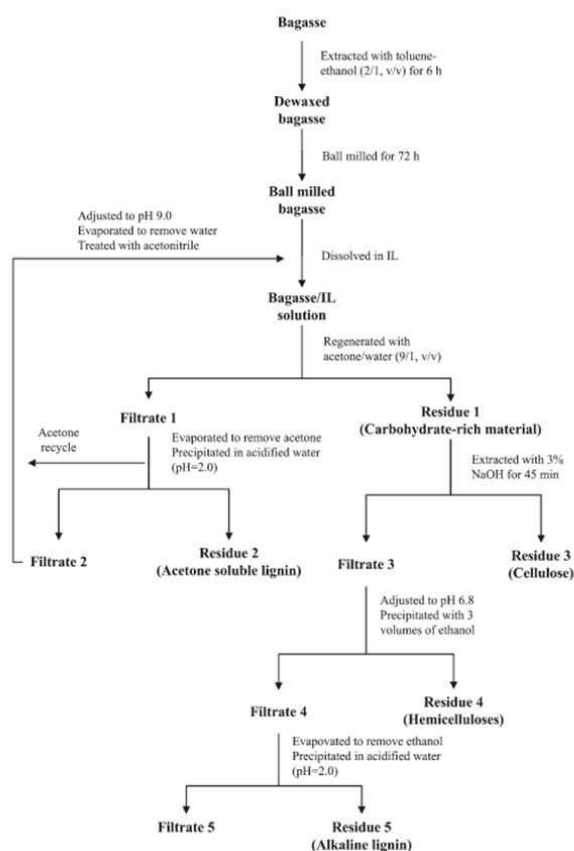 Bagasse
Extracted with toluene-
ethanol (2/1, v/v) for 6 h
Dewaxed
bagasse
Ball milled for 72 h
Ball milled
bagasse
Adjusted to pH 9.0
Evaporated to remove water
Treated with acetonitrile
Dissolved in IL
Bagasse/IL
solution
Regenerated with
acetone/water (9/1, v/v)
Filtrate 1
Residue 1
(Carbohydrate-rich material)
Acetone
recycle
Evaporated to remove acetone
Precipitated in acidified water
(pH=2.0)
Extracted with 3%
NaOH for 45 min
Filtrate 2
Residue 2
(Acetone soluble lignin)
Filtrate 3
Residue 3
(Cellulose)
Adjusted to pH 6.8
Precipitated with 3
volumes of ethanol
Filtrate 4
Residue 4
(Hemicelluloses)
Evapovated to remove ethanol
Precipitated in acidified water
(pH=2.0)
Filtrate 5
Residue 5
(Alkaline lignin)